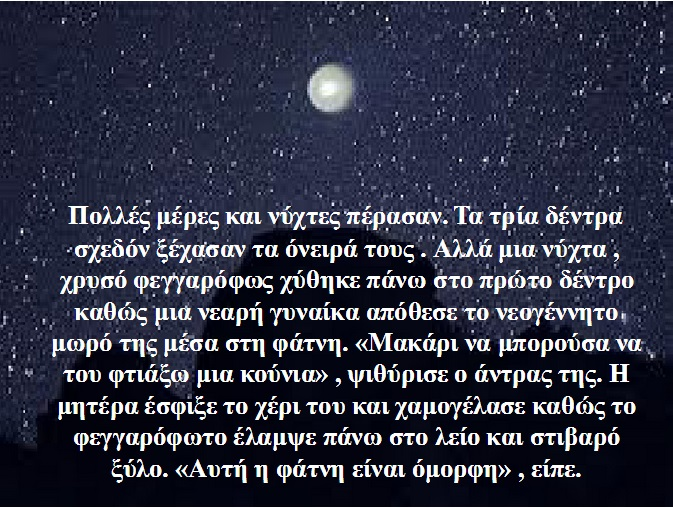 Πολλές μέρες και νύχτες πέρασαν. Τα τρία δέντρα
σχεδόν ξέχασαν τα όνειρά τους . Αλλά μια νύχτα ,
χρυσό φεγγαρόφως χύθηκε πάνω στο πρώτο δέντρο
καθώς μια νεαρή γυναίκα απόθεσε το νεογέννητο
μωρό της μέσα στη φάτνη. «Μακάρι να μπορούσα να
του φτιάξω μια κούνια» , ψιθύρισε ο άντρας της. Η
μητέρα έσφιξε το χέρι του και χαμογέλασε καθώς το
φεγγαρόφωτο έλαμψε πάνω στο λείο και στιβαρό
ξύλο. «Αυτή η φάτνη είναι όμορφη» , είπε.